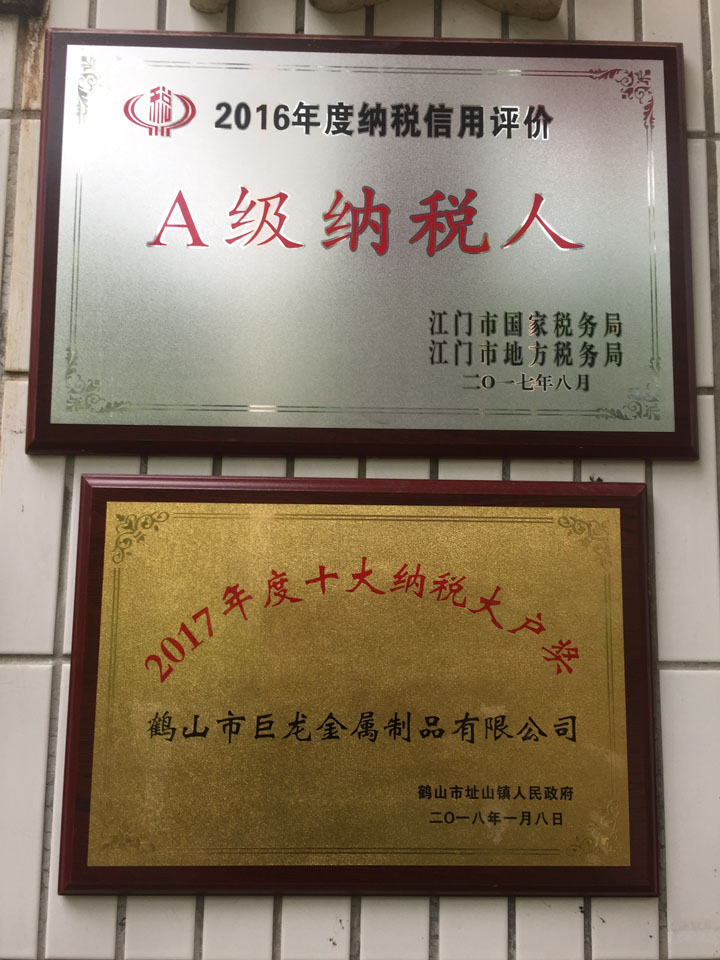 税
2016年度纳税信用评价
A级纳税人
江门市国家税务局
江门市地方税务局
二〇一七年八月
2017年度十大纳税大户奖
鹤山市巨龙金属制品有限公司
鹤山市址山镇人民政府
二〇一八年一月八日